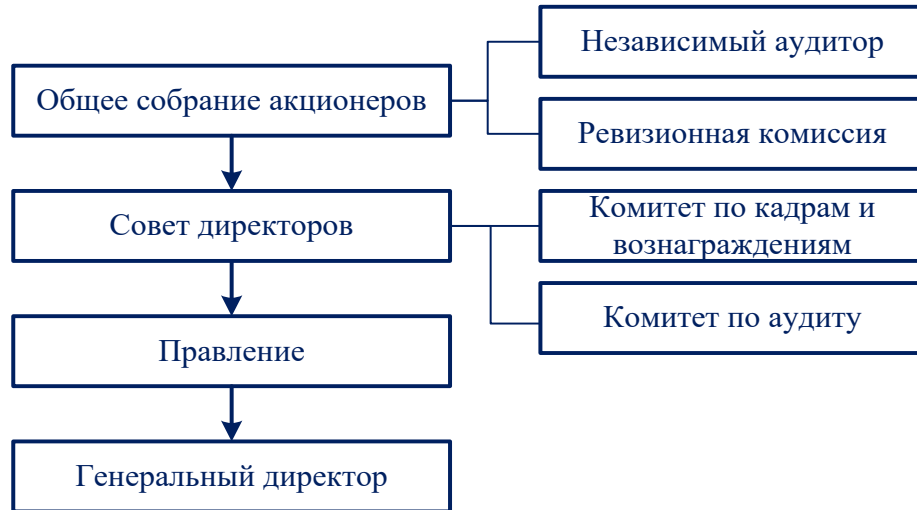 Независимый аудитор
Общее собрание акционеров
Ревизионная комиссия
Совет директоров
Комитет по кадрам и
вознаграждениям
Комитет по аудиту
Правление
Генеральный директор